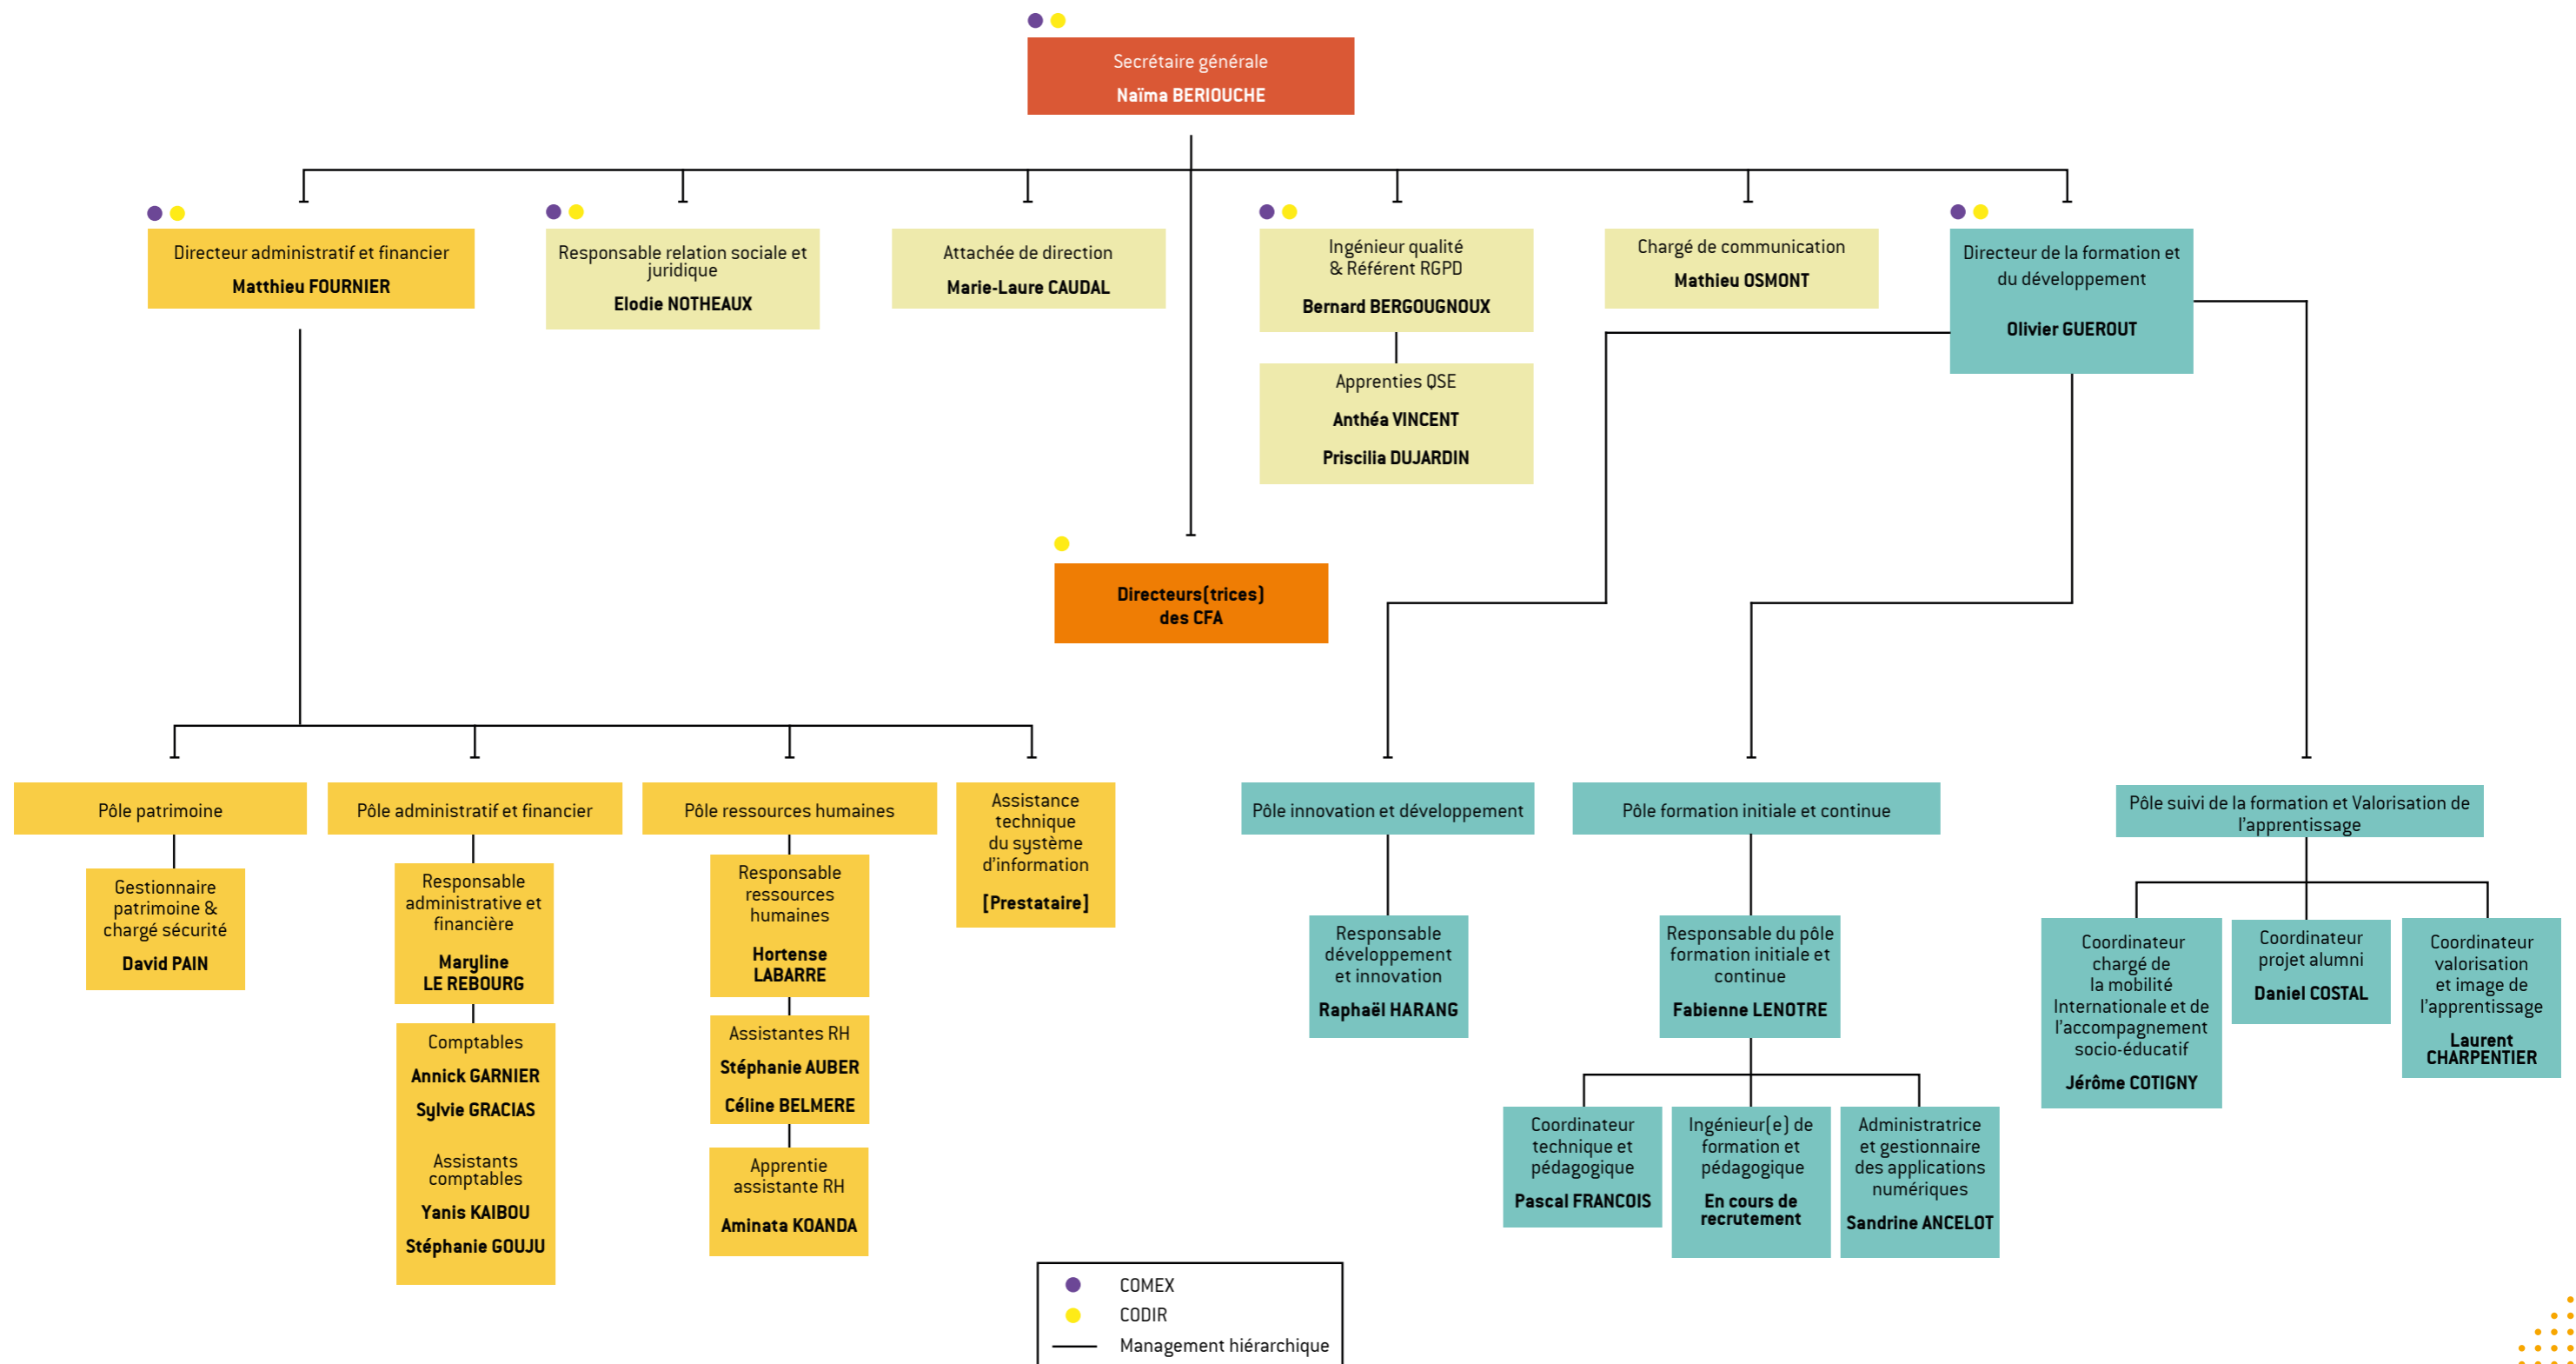 Secrétaire générale
Naïma BERIOUCHE
Directeur administratif et financier
Matthieu FOURNIER
Responsable relation sociale et
juridique
Elodie NOTHEAUX
Attachée de direction
Marie-Laure CAUDAL
Ingénieur qualité
& Référent RGPD
Bernard BERGOUGNOUX
Apprenties QSE
Anthéa VINCENT
Priscilia DUJARDIN
Chargé de communication
Mathieu OSMONT
Directeur de la formation et
du développement
Olivier GUEROUT
Directeurs(trices)
des CFA
Pôle patrimoine
Gestionnaire
patrimoine &
chargé sécurité
David PAIN
Pôle administratif et financier
Responsable
administrative et
financière
Maryline
LE REBOURG
Comptables
Annick GARNIER
Sylvie GRACIAS
Assistants
comptables
Yanis KAIBOU
Stéphanie GOUJU
Pôle ressources humaines
Responsable
ressources
humaines
Hortense
LABARRE
Assistantes RH
Stéphanie AUBER
Céline BELMERE
Apprentie
assistante RH
Aminata KOANDA
Assistance
technique
du système
d'information
[Prestataire]
Pôle innovation et développement
Responsable
développement
et innovation
Raphaël HARANG
Pôle formation initiale et continue
Responsable du pôle
formation initiale et
continue
Fabienne LENOTRE
Coordinateur
technique et
pédagogique
Pascal FRANCOIS
Ingénieur(e) de
formation et
pédagogique
En cours de
recrutement
Administratrice
et gestionnaire
des applications
numériques
Sandrine ANCELOT
Pôle suivi de la formation et Valorisation de
l'apprentissage
Coordinateur
chargé de
la mobilité
Internationale et de
l'accompagnement
socio-éducatif
Jérôme COTIGNY
Coordinateur
projet alumni
Daniel COSTAL
Coordinateur
valorisation
et image de
l'apprentissage
Laurent
CHARPENTIER
COMEX
CODIR
Management hiérarchique